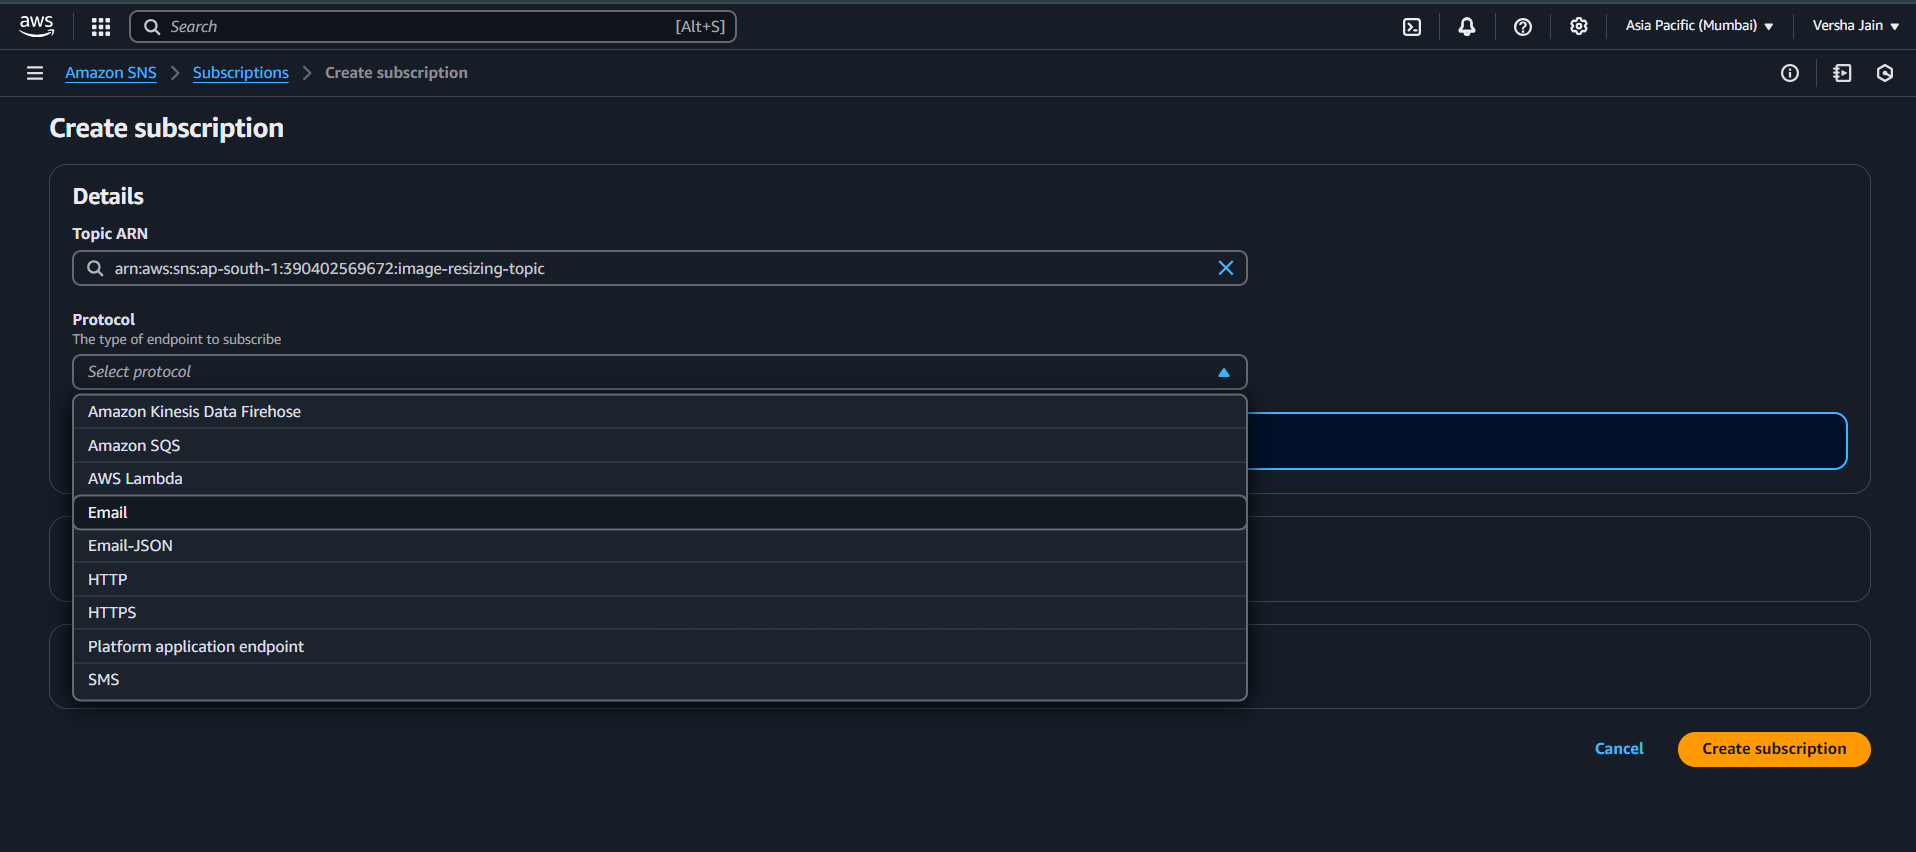 aws
Search [Alt+S]
Asia Pacific (Mumbai)
Versha Jain
Amazon SNS
Subscriptions
Create subscription
Create subscription
Details
Topic ARN
arn:aws:sns:ap-south-1:390402569672:image-resizing-topic
Protocol
The type of endpoint to subscribe
Select protocol
Amazon Kinesis Data Firehose
Amazon SQS
AWS Lambda
Email
Email-JSON
HTTP
HTTPS
Platform application endpoint
SMS
Cancel
Create subscription